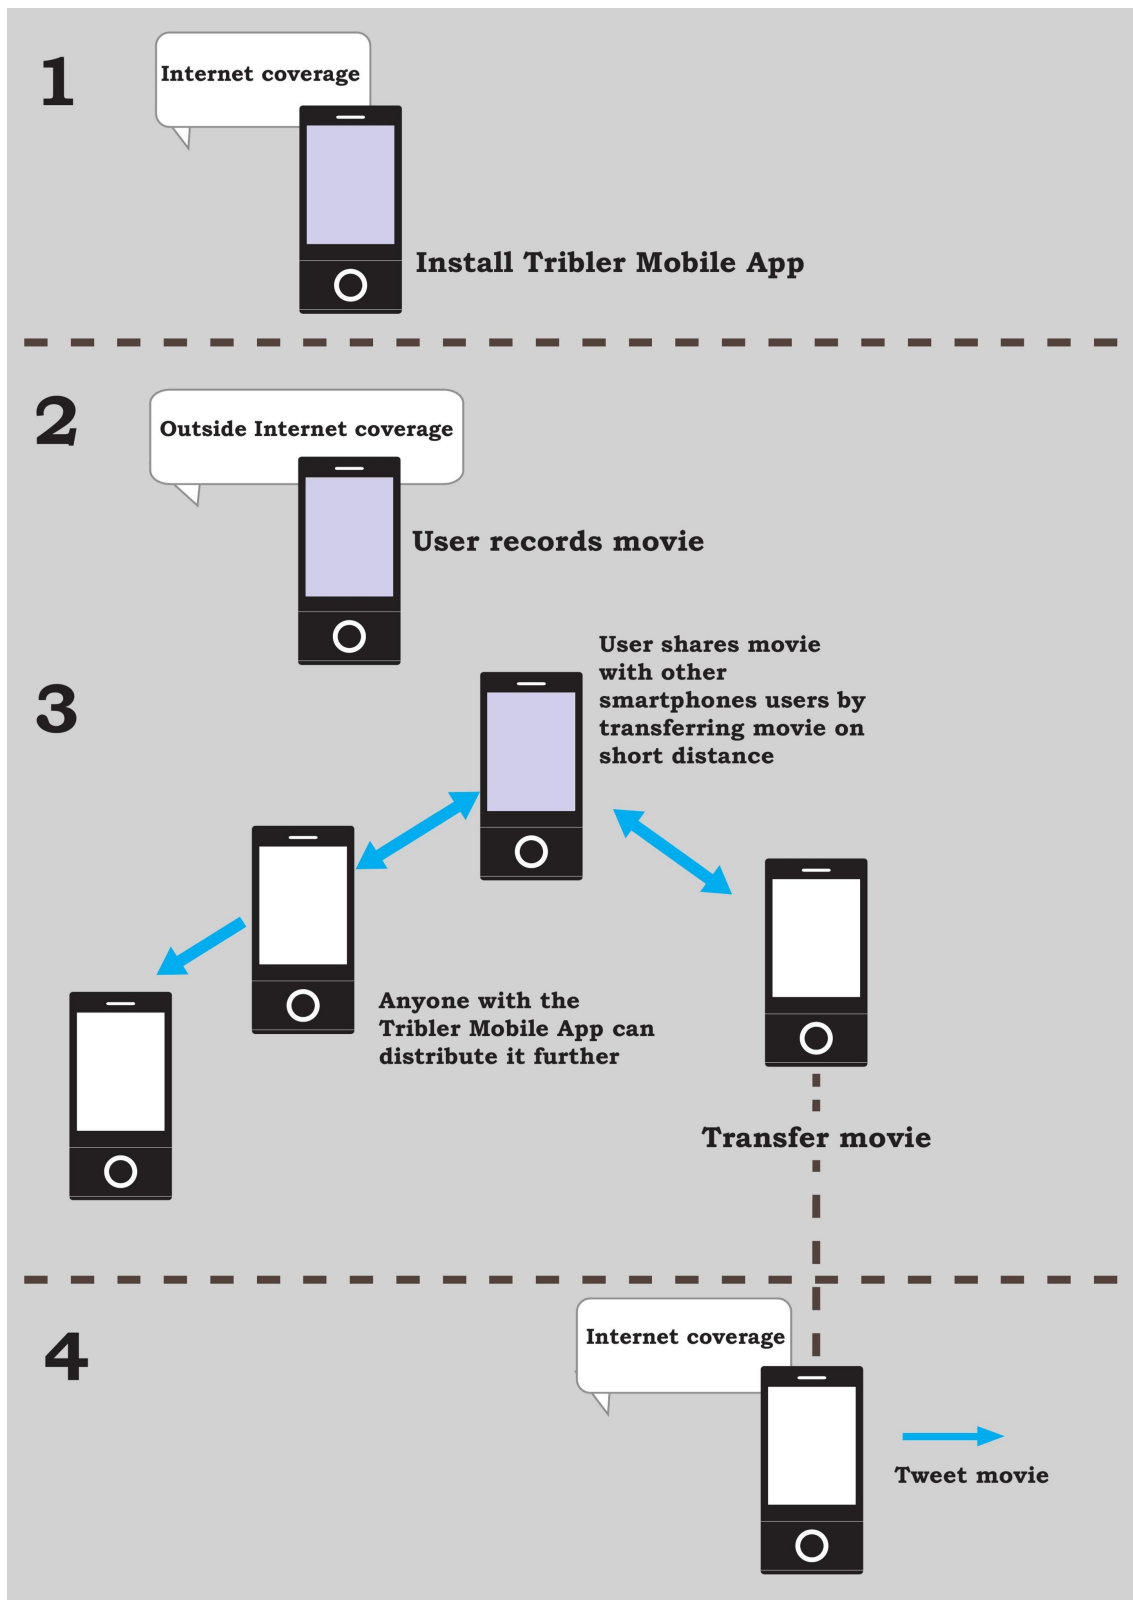 1
Internet coverage
Install Tribler Mobile App
2
Outside Internet coverage
User records movie
3
User shares movie
with other
smartphones users by
transferring movie on
short distance
Anyone with the
Tribler Mobile App can
distribute it further
Transfer movie
4
Internet coverage
Tweet movie